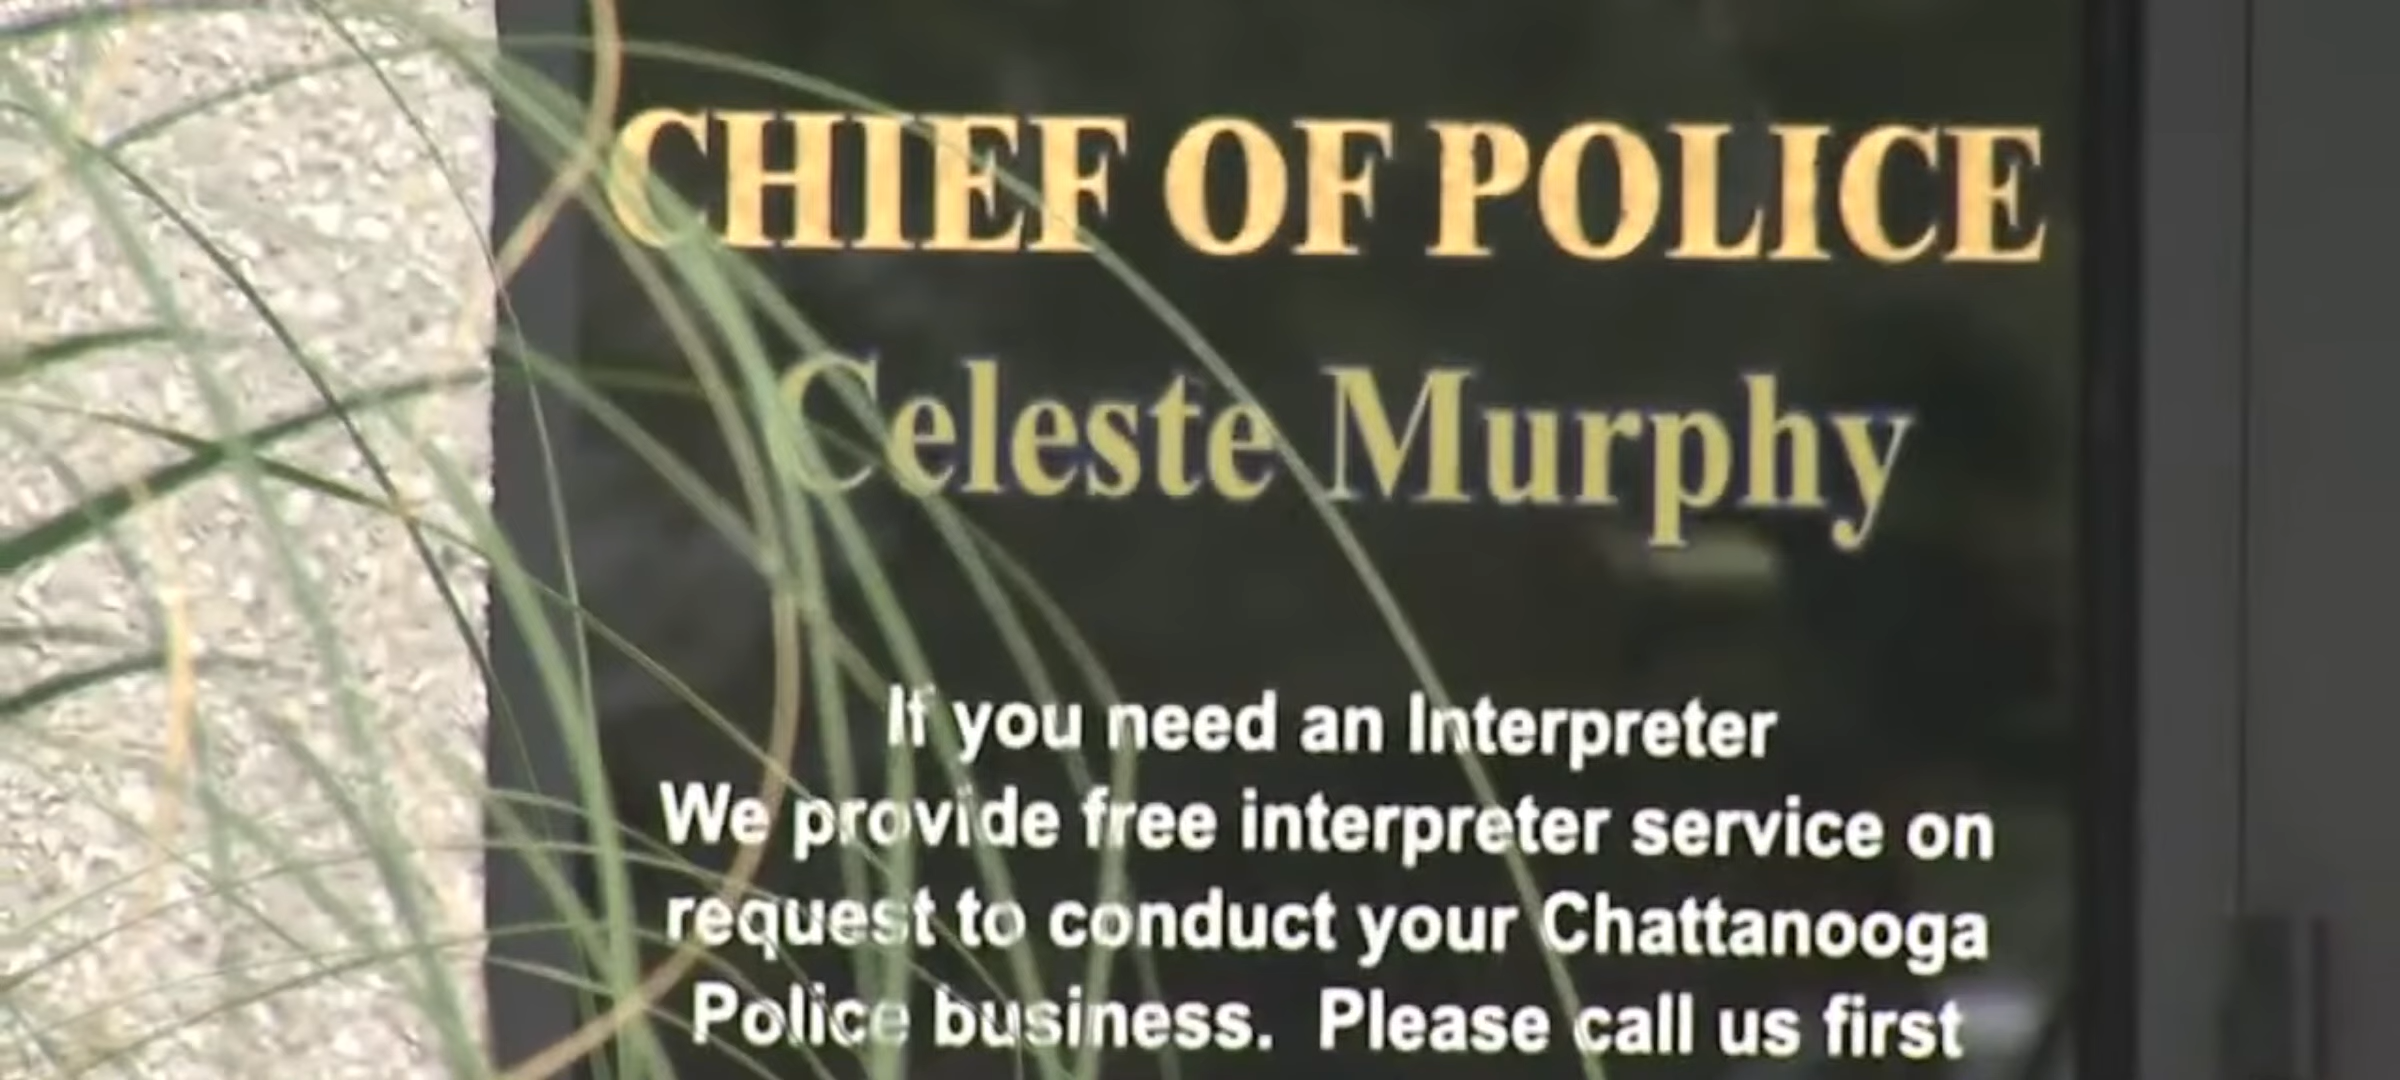 CHIEF OF POLICE
Celeste Murphy
If you need an Interpreter
We provide free interpreter service on
request to conduct your Chattanooga
Police business.  Please call us first